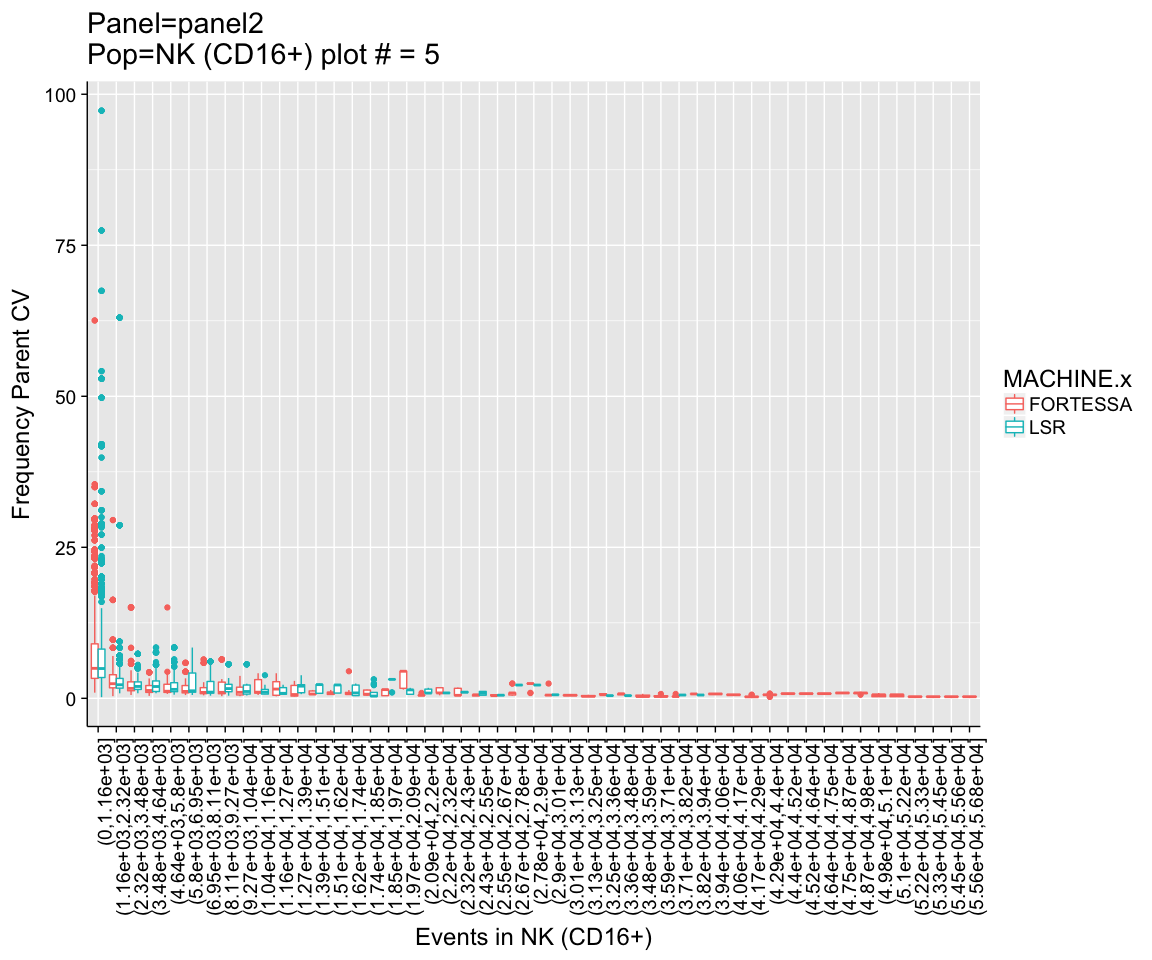 Panel=panel2
Pop=NK (CD16+) plot # = 5
Frequency Parent CV
100
75
50
25
0
(0,1.16e+03]
(1.16e+03,2.32e+03]
(2.32e+03,3.48e+03]
(3.48e+03,4.64e+03]
(4.64e+03,5.8e+03]
(5.8e+03,6.95e+03]
(6.95e+03,8.11e+03]
(8.11e+03,9.27e+03]
(9.27e+03,1.04e+04]
(1.04e+04,1.16e+04]
(1.16e+04,1.27e+04]
(1.27e+04,1.39e+04]
(1.39e+04,1.51e+04]
(1.51e+04,1.62e+04]
(1.62e+04,1.74e+04]
(1.74e+04,1.85e+04]
(1.85e+04,1.97e+04]
(1.97e+04,2.09e+04]
(2.09e+04,2.2e+04]
(2.2e+04,2.32e+04]
(2.32e+04,2.43e+04]
(2.43e+04,2.55e+04]
(2.55e+04,2.67e+04]
(2.67e+04,2.78e+04]
(2.78e+04,2.9e+04]
(2.9e+04,3.01e+04]
(3.01e+04,3.13e+04]
(3.13e+04,3.25e+04]
(3.25e+04,3.36e+04]
(3.36e+04,3.48e+04]
(3.48e+04,3.59e+04]
(3.59e+04,3.71e+04]
(3.71e+04,3.82e+04]
(3.82e+04,3.94e+04]
(3.94e+04,4.06e+04]
(4.06e+04,4.17e+04]
(4.17e+04,4.29e+04]
(4.29e+04,4.4e+04]
(4.4e+04,4.52e+04]
(4.52e+04,4.64e+04]
(4.64e+04,4.75e+04]
(4.75e+04,4.87e+04]
(4.87e+04,4.98e+04]
(4.98e+04,5.1e+04]
(5.1e+04,5.22e+04]
(5.22e+04,5.33e+04]
(5.33e+04,5.45e+04]
(5.45e+04,5.56e+04]
(5.56e+04,5.68e+04]
Events in NK (CD16+)
MACHINE.x
FORTESSA
LSR